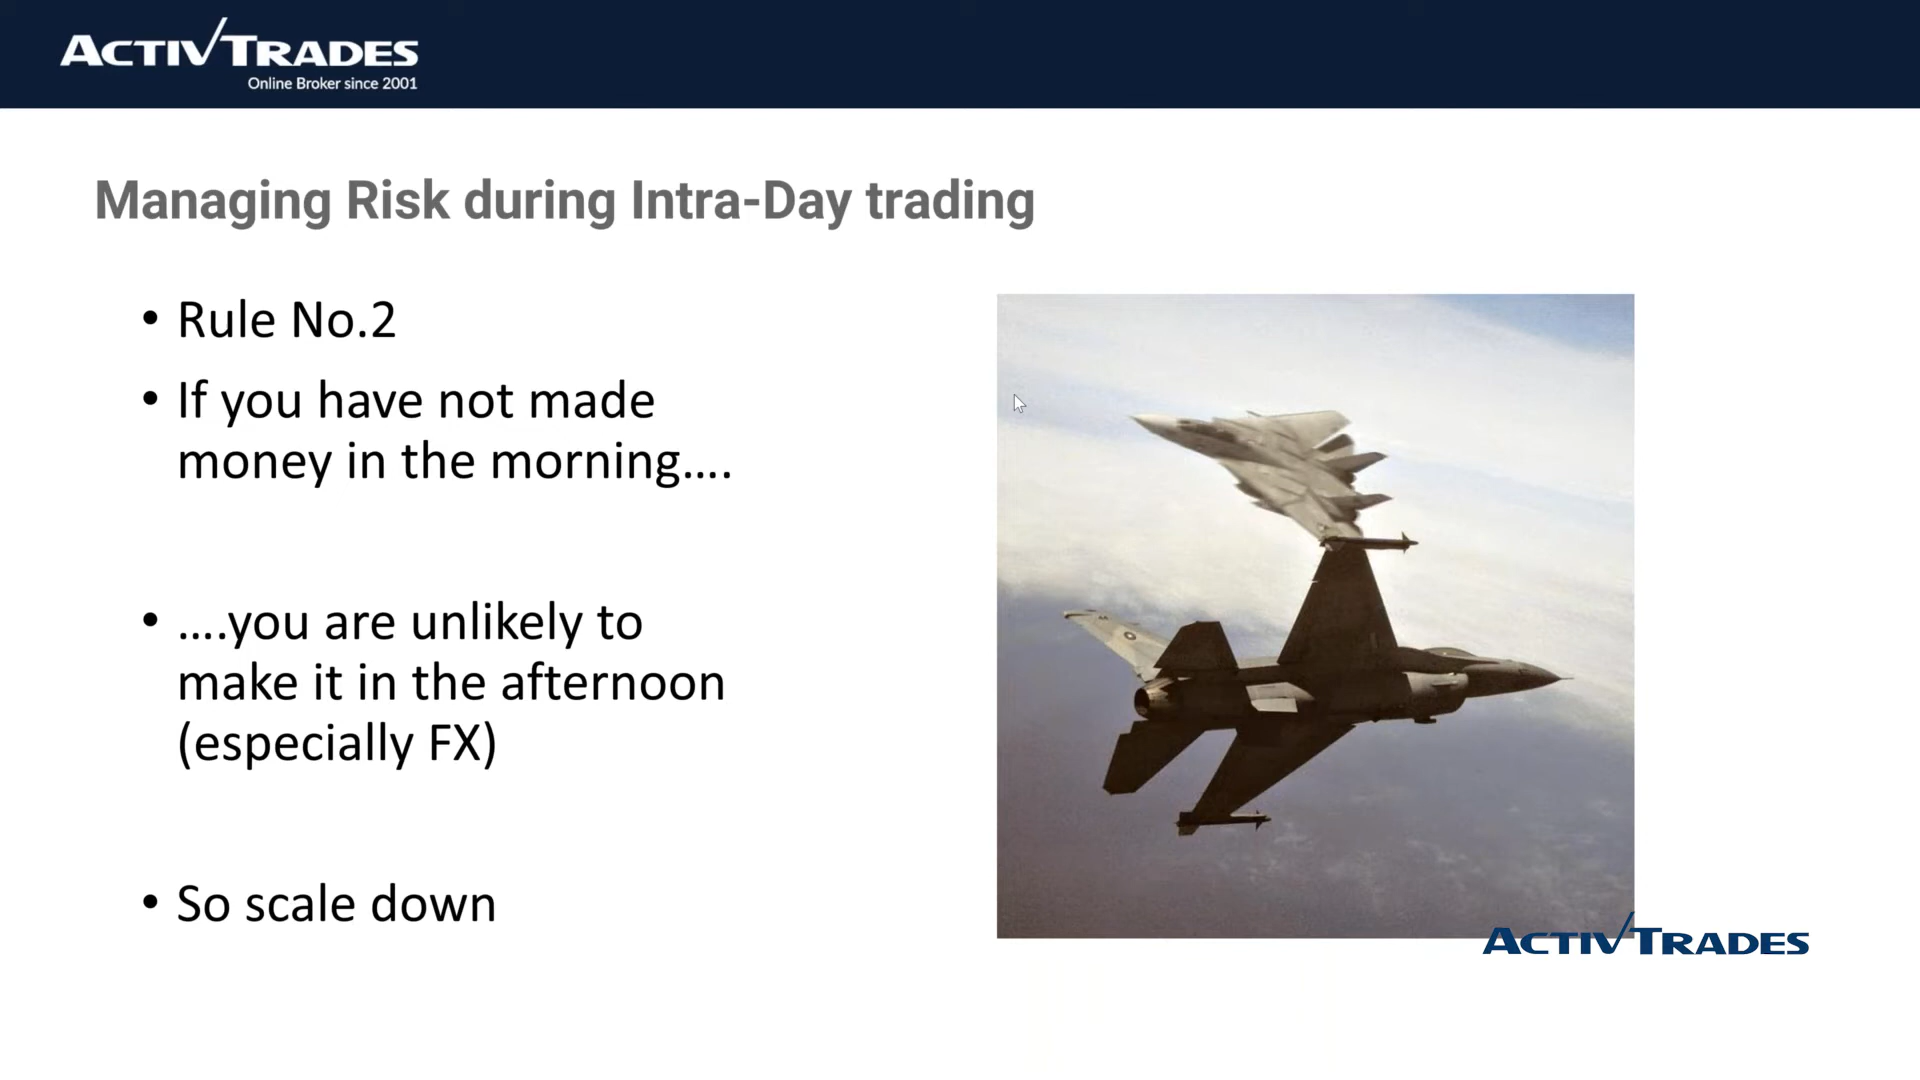 ACTIVTRADES
Online Broker since 2001
Managing Risk during Intra-Day trading
• Rule No.2
• If you have not made
money in the morning....
• ....you are unlikely to
make it in the afternoon
(especially FX)
• So scale down
ACTIVTRADES